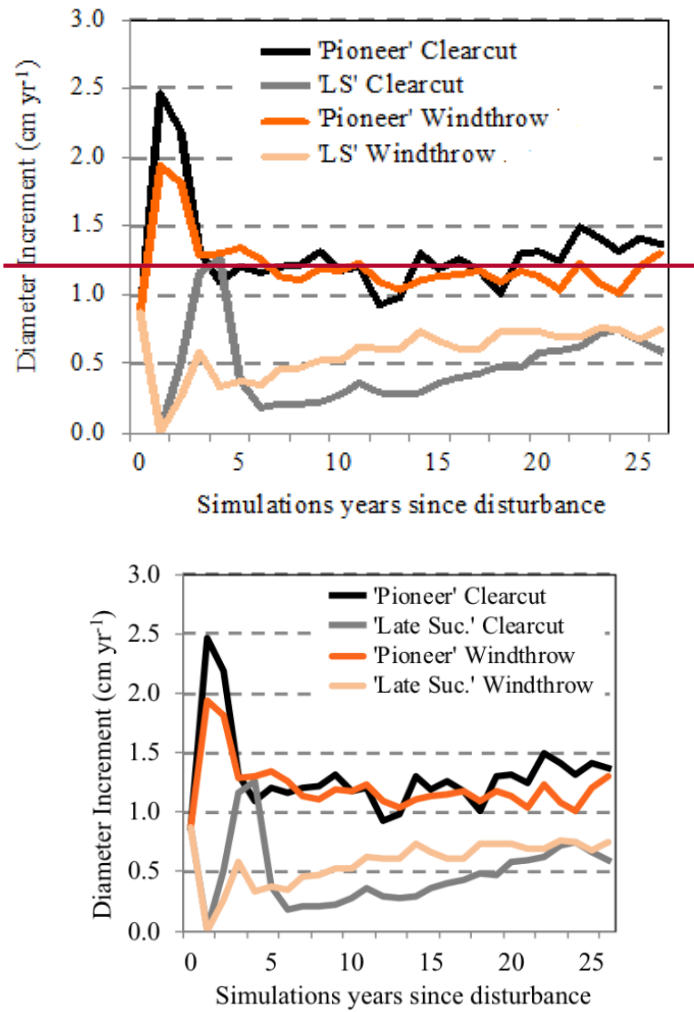 3.0
2.5
2.0
1.5
1.0
0.5
0.0
Diameter Increment (cm yr⁻¹)
'Pioneer' Clearcut
'LS' Clearcut
'Pioneer' Windthrow
'LS' Windthrow
0 5 10 15 20 25
Simulations years since disturbance
3.0
2.5
2.0
1.5
1.0
0.5
0.0
Diameter Increment (cm yr⁻¹)
'Pioneer' Clearcut
'Late Suc.' Clearcut
'Pioneer' Windthrow
'Late Suc.' Windthrow
0 5 10 15 20 25
Simulations years since disturbance